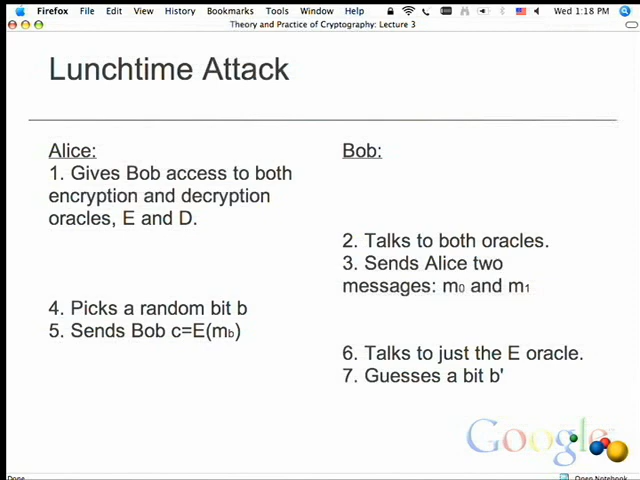 Firefox File Edit View History Bookmarks Tools Window Help Wed 1:18 PM
Theory and Practice of Cryptography: Lecture 3
Lunchtime Attack
Alice:
1. Gives Bob access to both
encryption and decryption
oracles, E and D.
Bob:
2. Talks to both oracles.
3. Sends Alice two
messages: m0 and m1
4. Picks a random bit b
5. Sends Bob c=E(mb)
6. Talks to just the E oracle.
7. Guesses a bit b'
Google
Done
Open Notebook